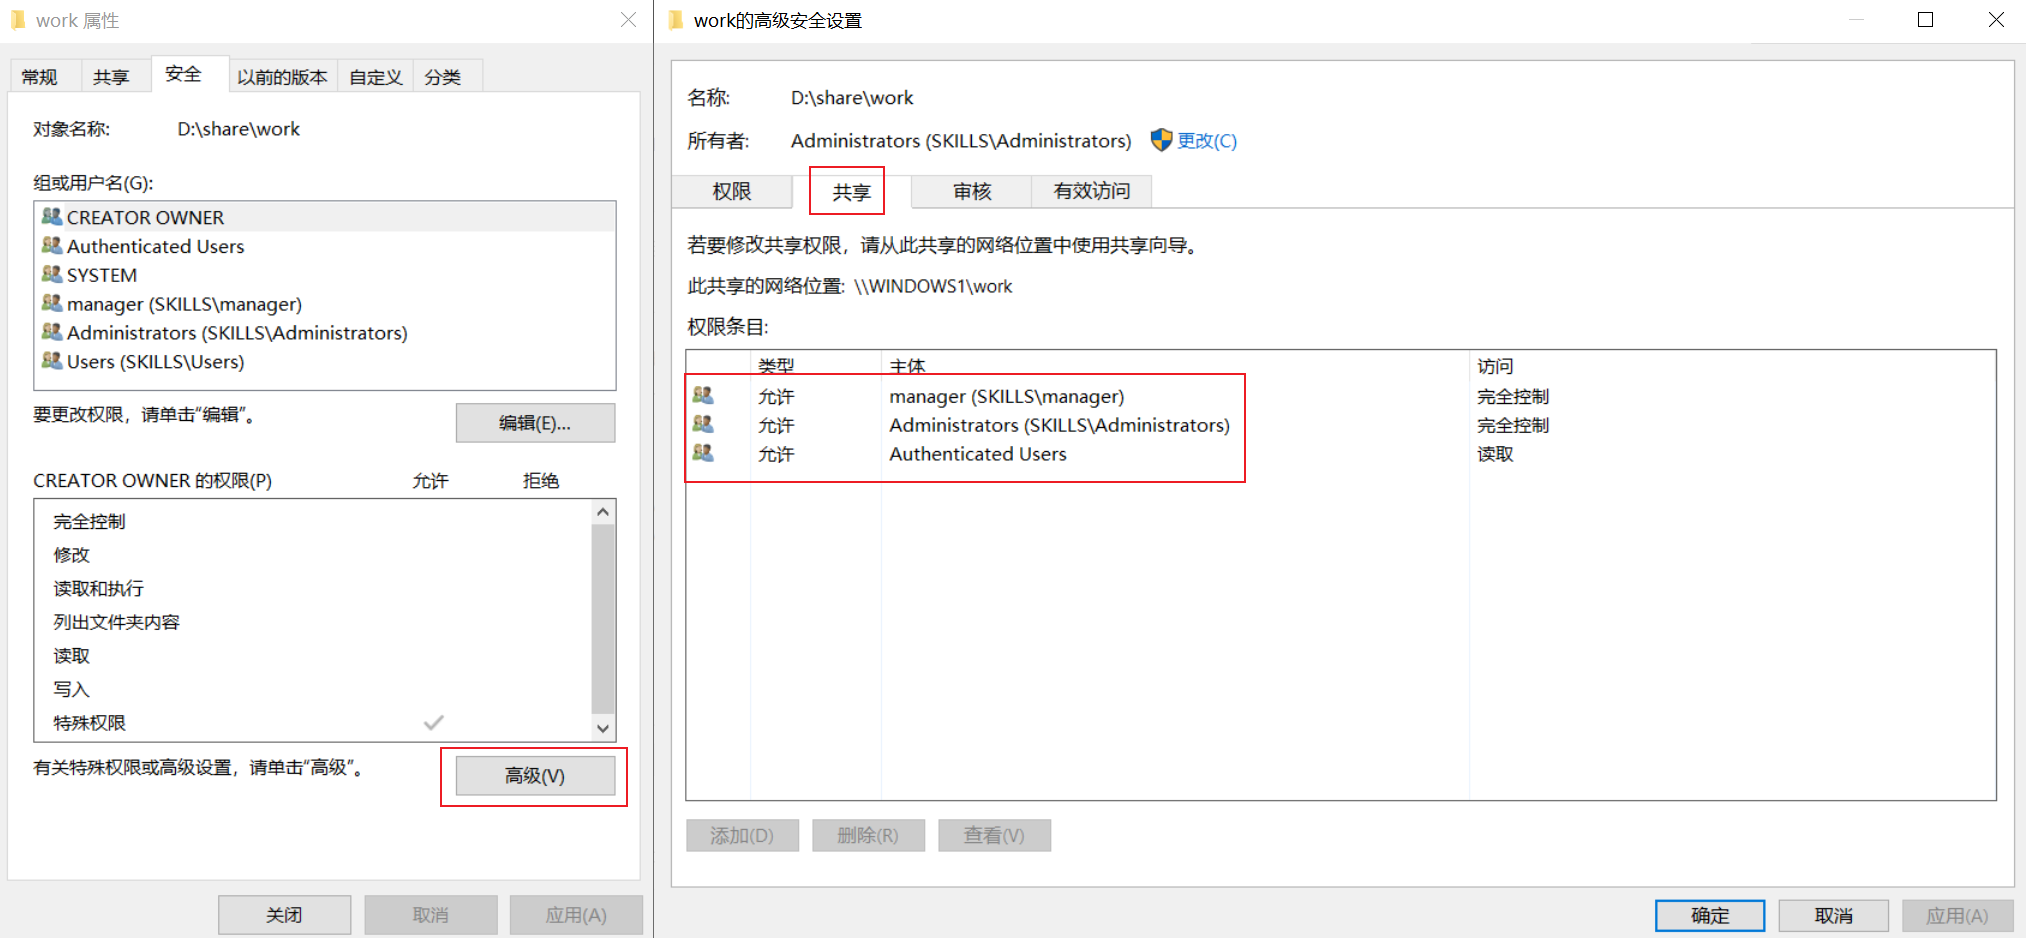 work 属性
常规 共享 安全 以前的版本 自定义 分类
对象名称: D:\share\work
组或用户名(G):
CREATOR OWNER
Authenticated Users
SYSTEM
manager (SKILLS\manager)
Administrators (SKILLS\Administrators)
Users (SKILLS\Users)
要更改权限，请单击“编辑”。
编辑(E)...
CREATOR OWNER 的权限(P) 允许 拒绝
完全控制
修改
读取和执行
列出文件夹内容
读取
写入
特殊权限
有关特殊权限或高级设置，请单击“高级”。
高级(V)
关闭 取消 应用(A)
work的高级安全设置
名称: D:\share\work
所有者: Administrators (SKILLS\Administrators) 更改(C)
权限 共享 审核 有效访问
若要修改共享权限，请从此共享的网络位置中使用共享向导。
此共享的网络位置: \\WINDOWS1\work
权限条目:
类型 主体 访问
允许 manager (SKILLS\manager) 完全控制
允许 Administrators (SKILLS\Administrators) 完全控制
允许 Authenticated Users 读取
添加(D) 删除(R) 查看(V)
确定 取消 应用(A)